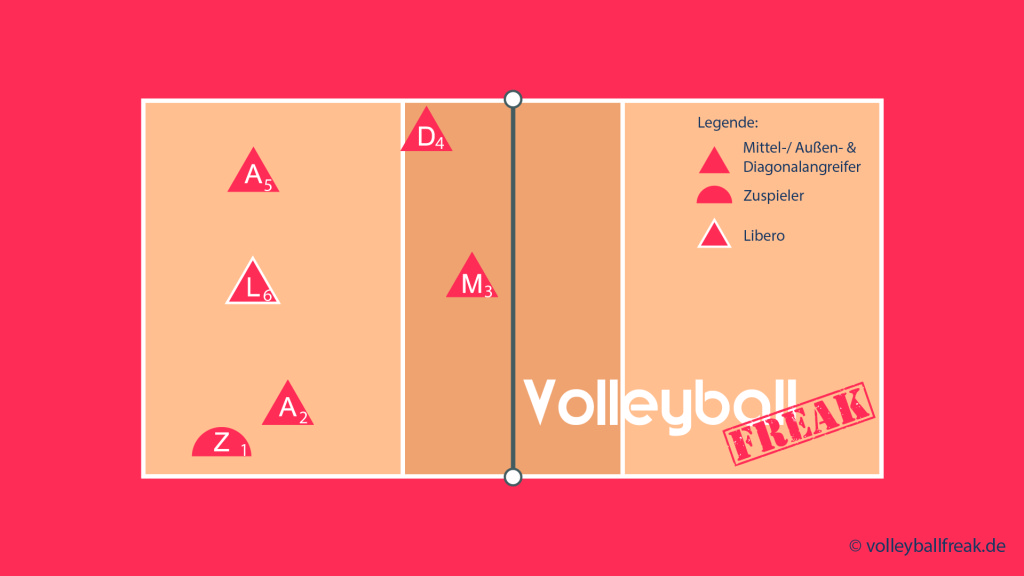 D4
A5
M3
L6
A2
Z1
Legende:
Mittel-/ Außen- &
Diagonalangreifer
Zuspieler
Libero
Volleyball
FREAK
© volleyballfreak.de